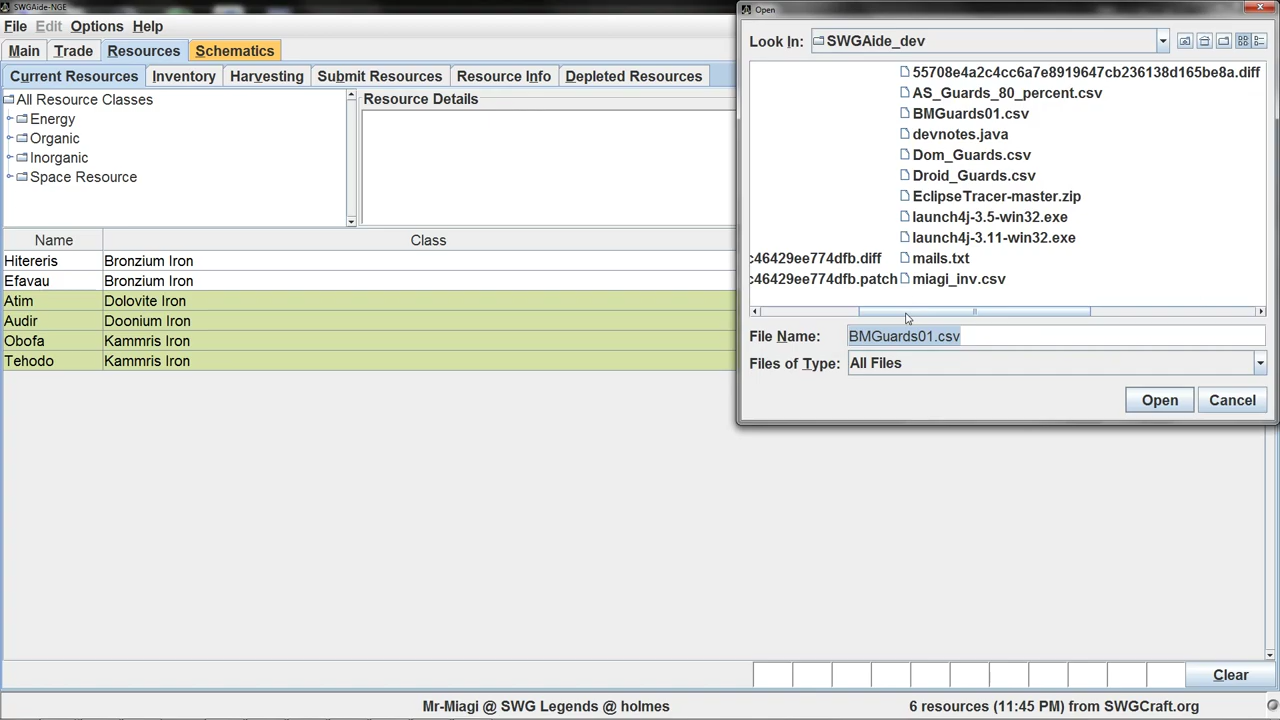 SWGAide-NGE
File Edit Options Help
Main Trade Resources Schematics
Current Resources Inventory Harvesting Submit Resources Resource Info Depleted Resources
All Resource Classes
Energy
Organic
Inorganic
Space Resource
Resource Details
Name Class
Hitereris Bronzium Iron
Efavau Bronzium Iron
Atim Dolovite Iron
Audir Doonium Iron
Obofa Kammris Iron
Tehodo Kammris Iron
Open
Look In: SWGAide_dev
55708e4a2c4cc6a7e8919647cb236138d165be8a.diff
AS_Guards_80_percent.csv
BMGuards01.csv
devnotes.java
Dom_Guards.csv
Droid_Guards.csv
EclipseTracer-master.zip
launch4j-3.5-win32.exe
launch4j-3.11-win32.exe
c46429ee774dfb.diff mails.txt
c46429ee774dfb.patch miagi_inv.csv
File Name: BMGuards01.csv
Files of Type: All Files
Open Cancel
Clear
Mr-Miagi @ SWG Legends @ holmes 6 resources (11:45 PM) from SWGCraft.org